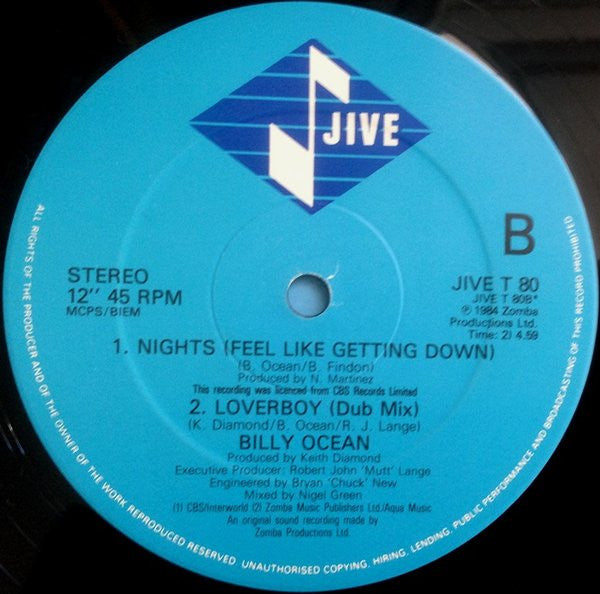 JIVE
B
STEREO
12" 45 RPM
MCPS/BIEM
JIVE T 80
JIVE T 80B*
℗ 1984 Zomba
Productions Ltd.
Time: 2) 4.59
1. NIGHTS (FEEL LIKE GETTING DOWN)
(B. Ocean/B. Findon)
Produced by N. Martinez
This recording was licenced from CBS Records Limited
2. LOVERBOY (Dub Mix)
(K. Diamond/B. Ocean/R. J. Lange)
BILLY OCEAN
Produced by Keith Diamond
Executive Producer: Robert John 'Mutt' Lange
Engineered by Bryan 'Chuck' New
Mixed by Nigel Green
(1) CBS/Interworld (2) Zomba Music Publishers Ltd/Aqua Music
An original sound recording made by
Zomba Productions Ltd.
ALL RIGHTS OF THE PRODUCER AND OF THE OWNER OF THE WORK REPRODUCED RESERVED UNAUTHORISED COPYING, HIRING, LENDING, PUBLIC PERFORMANCE AND BROADCASTING OF THIS RECORD PROHIBITED